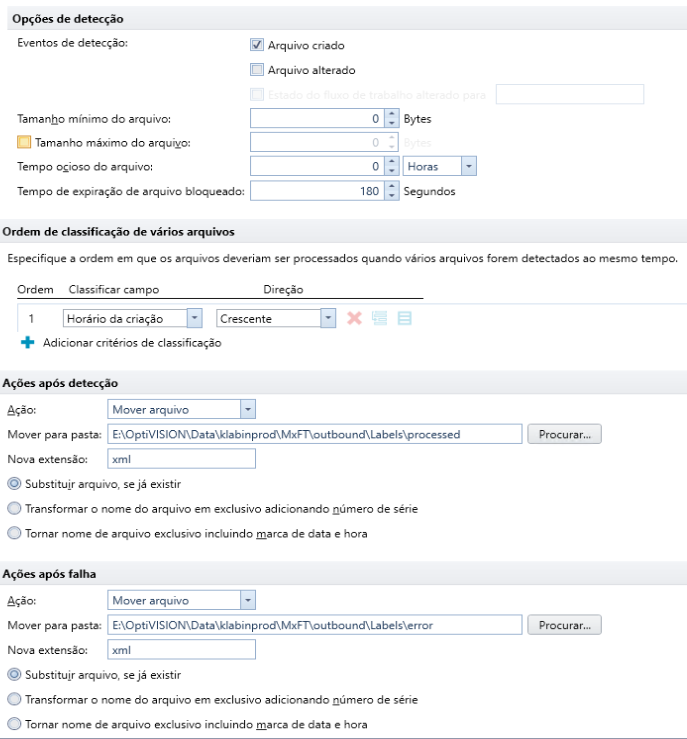 Opções de detecção
Eventos de detecção:
Arquivo criado
Arquivo alterado
Estado do fluxo de trabalho alterado para
Tamanho mínimo do arquivo: 0 Bytes
Tamanho máximo do arquivo: 0 Bytes
Tempo ocioso do arquivo: 0 Horas
Tempo de expiração de arquivo bloqueado: 180 Segundos
Ordem de classificação de vários arquivos
Especifique a ordem em que os arquivos deveriam ser processados quando vários arquivos forem detectados ao mesmo tempo.
Ordem Classificar campo Direção
1 Horário da criação Crescente
Adicionar critérios de classificação
Ações após detecção
Ação: Mover arquivo
Mover para pasta: E:\OptiVISION\Data\klabinprod\MxFT\outbound\Labels\processed Procurar...
Nova extensão: xml
Substituir arquivo, se já existir
Transformar o nome do arquivo em exclusivo adicionando número de série
Tornar nome de arquivo exclusivo incluindo marca de data e hora
Ações após falha
Ação: Mover arquivo
Mover para pasta: E:\OptiVISION\Data\klabinprod\MxFT\outbound\Labels\error Procurar...
Nova extensão: xml
Substituir arquivo, se já existir
Transformar o nome do arquivo em exclusivo adicionando número de série
Tornar nome de arquivo exclusivo incluindo marca de data e hora